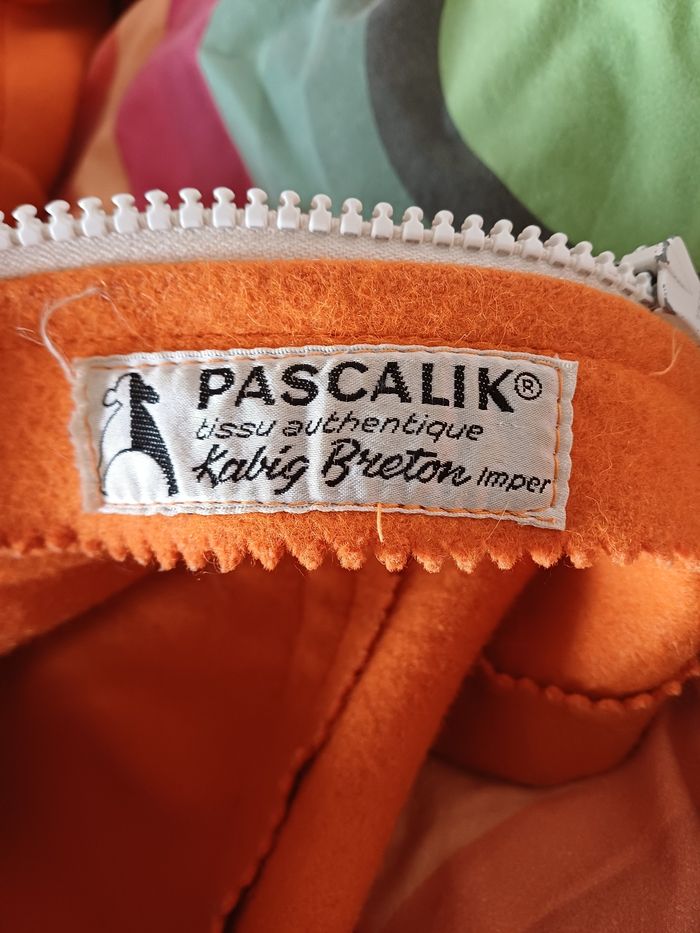 PASCALIK®
tissu authentique
Kabig Breton imper